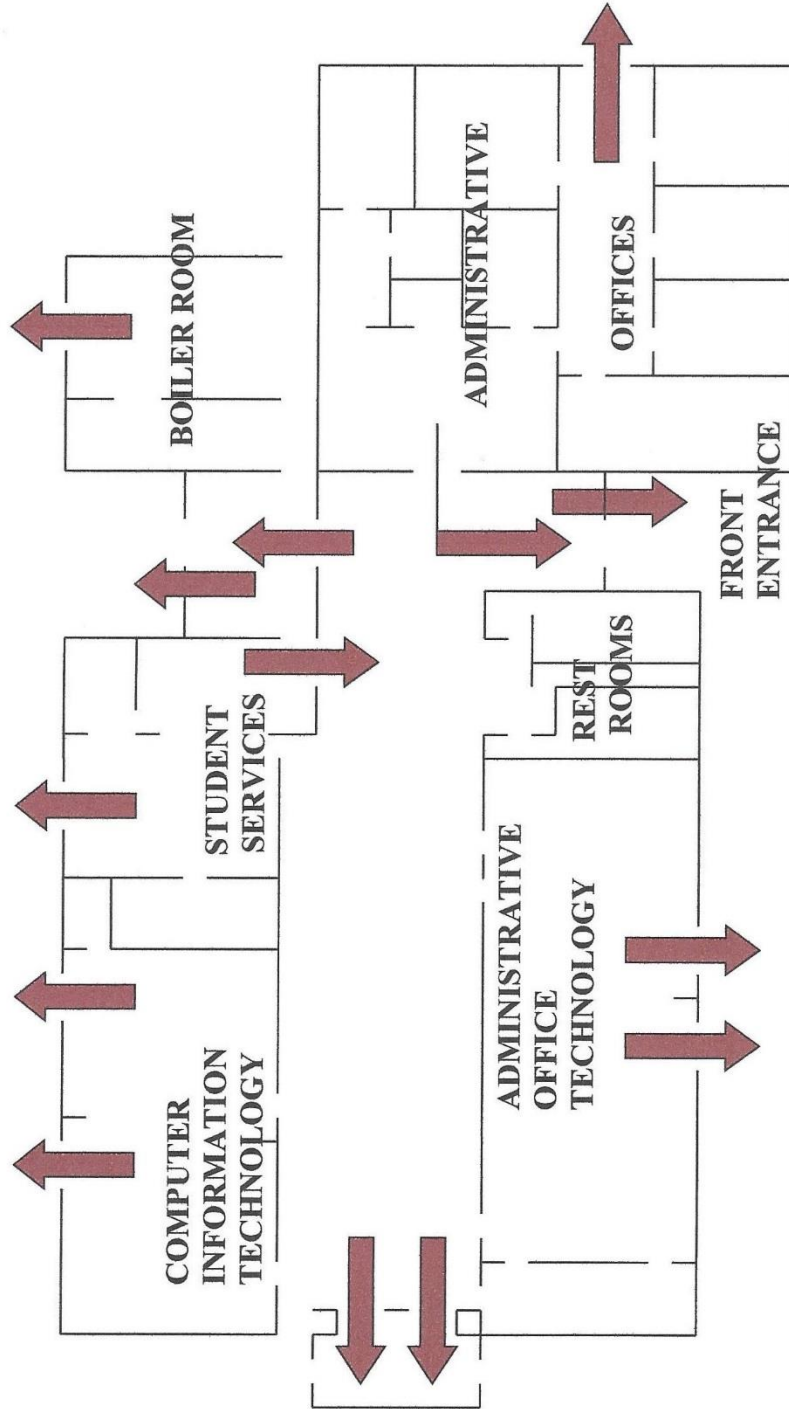 COMPUTER
INFORMATION
TECHNOLOGY
STUDENT
SERVICES
BOILER ROOM
ADMINISTRATIVE
OFFICE
TECHNOLOGY
REST
ROOMS
ADMINISTRATIVE
OFFICES
FRONT
ENTRANCE